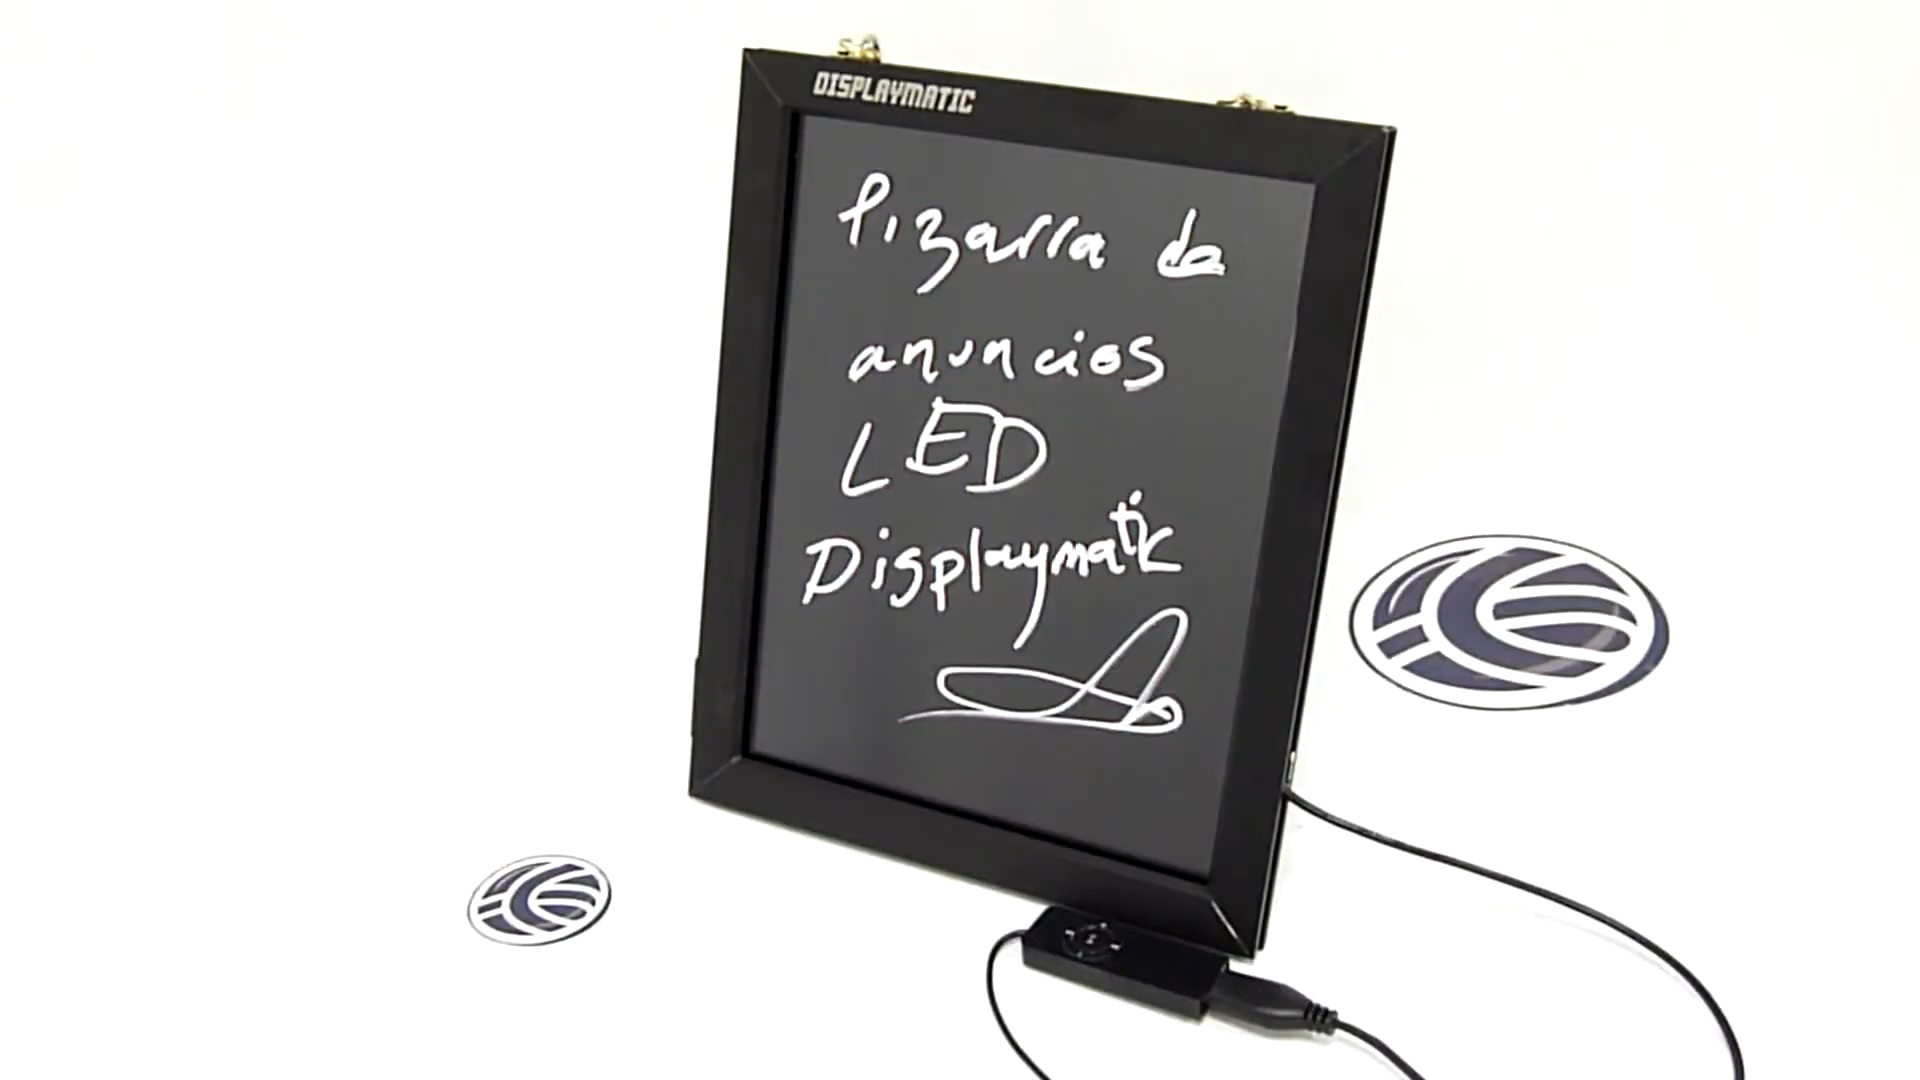 DISPLAYMATIC
Pizarra de
anuncios
LED
Displaymatic